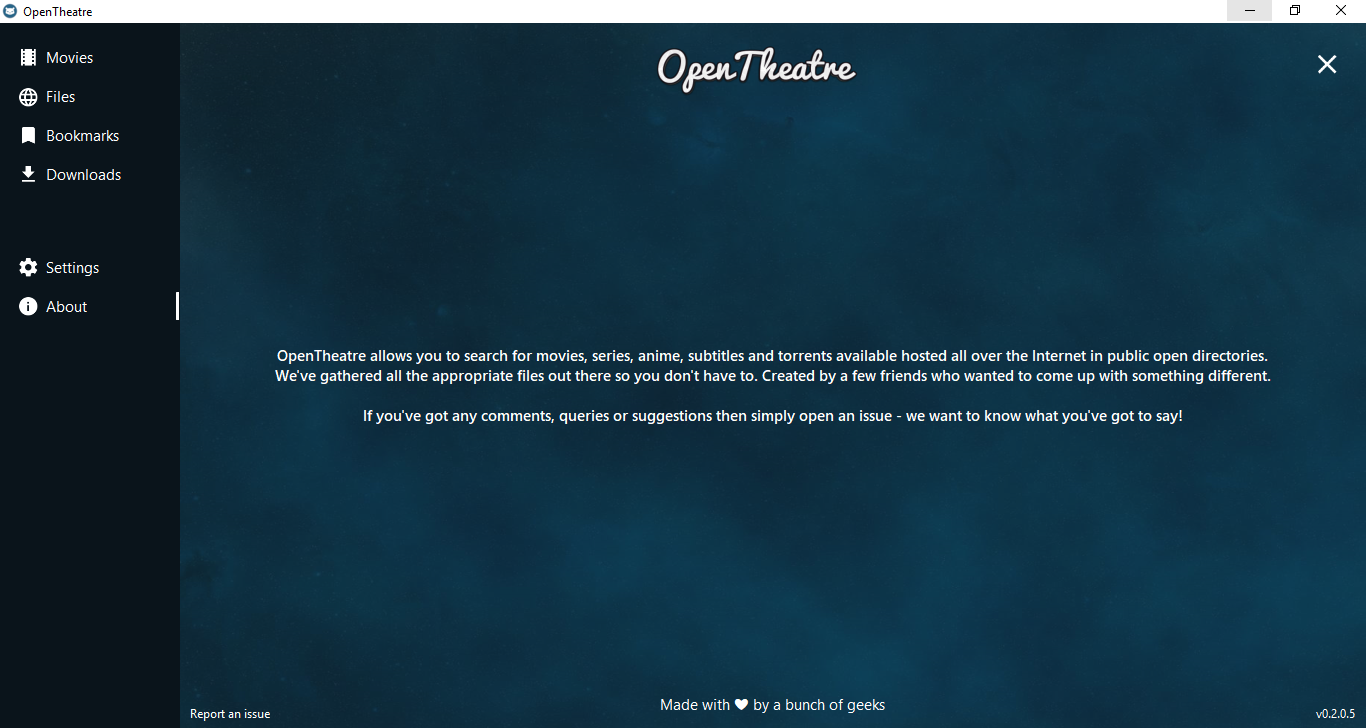 OpenTheatre
Movies
Files
Bookmarks
Downloads
Settings
About
OpenTheatre
OpenTheatre allows you to search for movies, series, anime, subtitles and torrents available hosted all over the Internet in public open directories.
We've gathered all the appropriate files out there so you don't have to. Created by a few friends who wanted to come up with something different.
If you've got any comments, queries or suggestions then simply open an issue - we want to know what you've got to say!
Made with ♥ by a bunch of geeks
Report an issue
v0.2.0.5